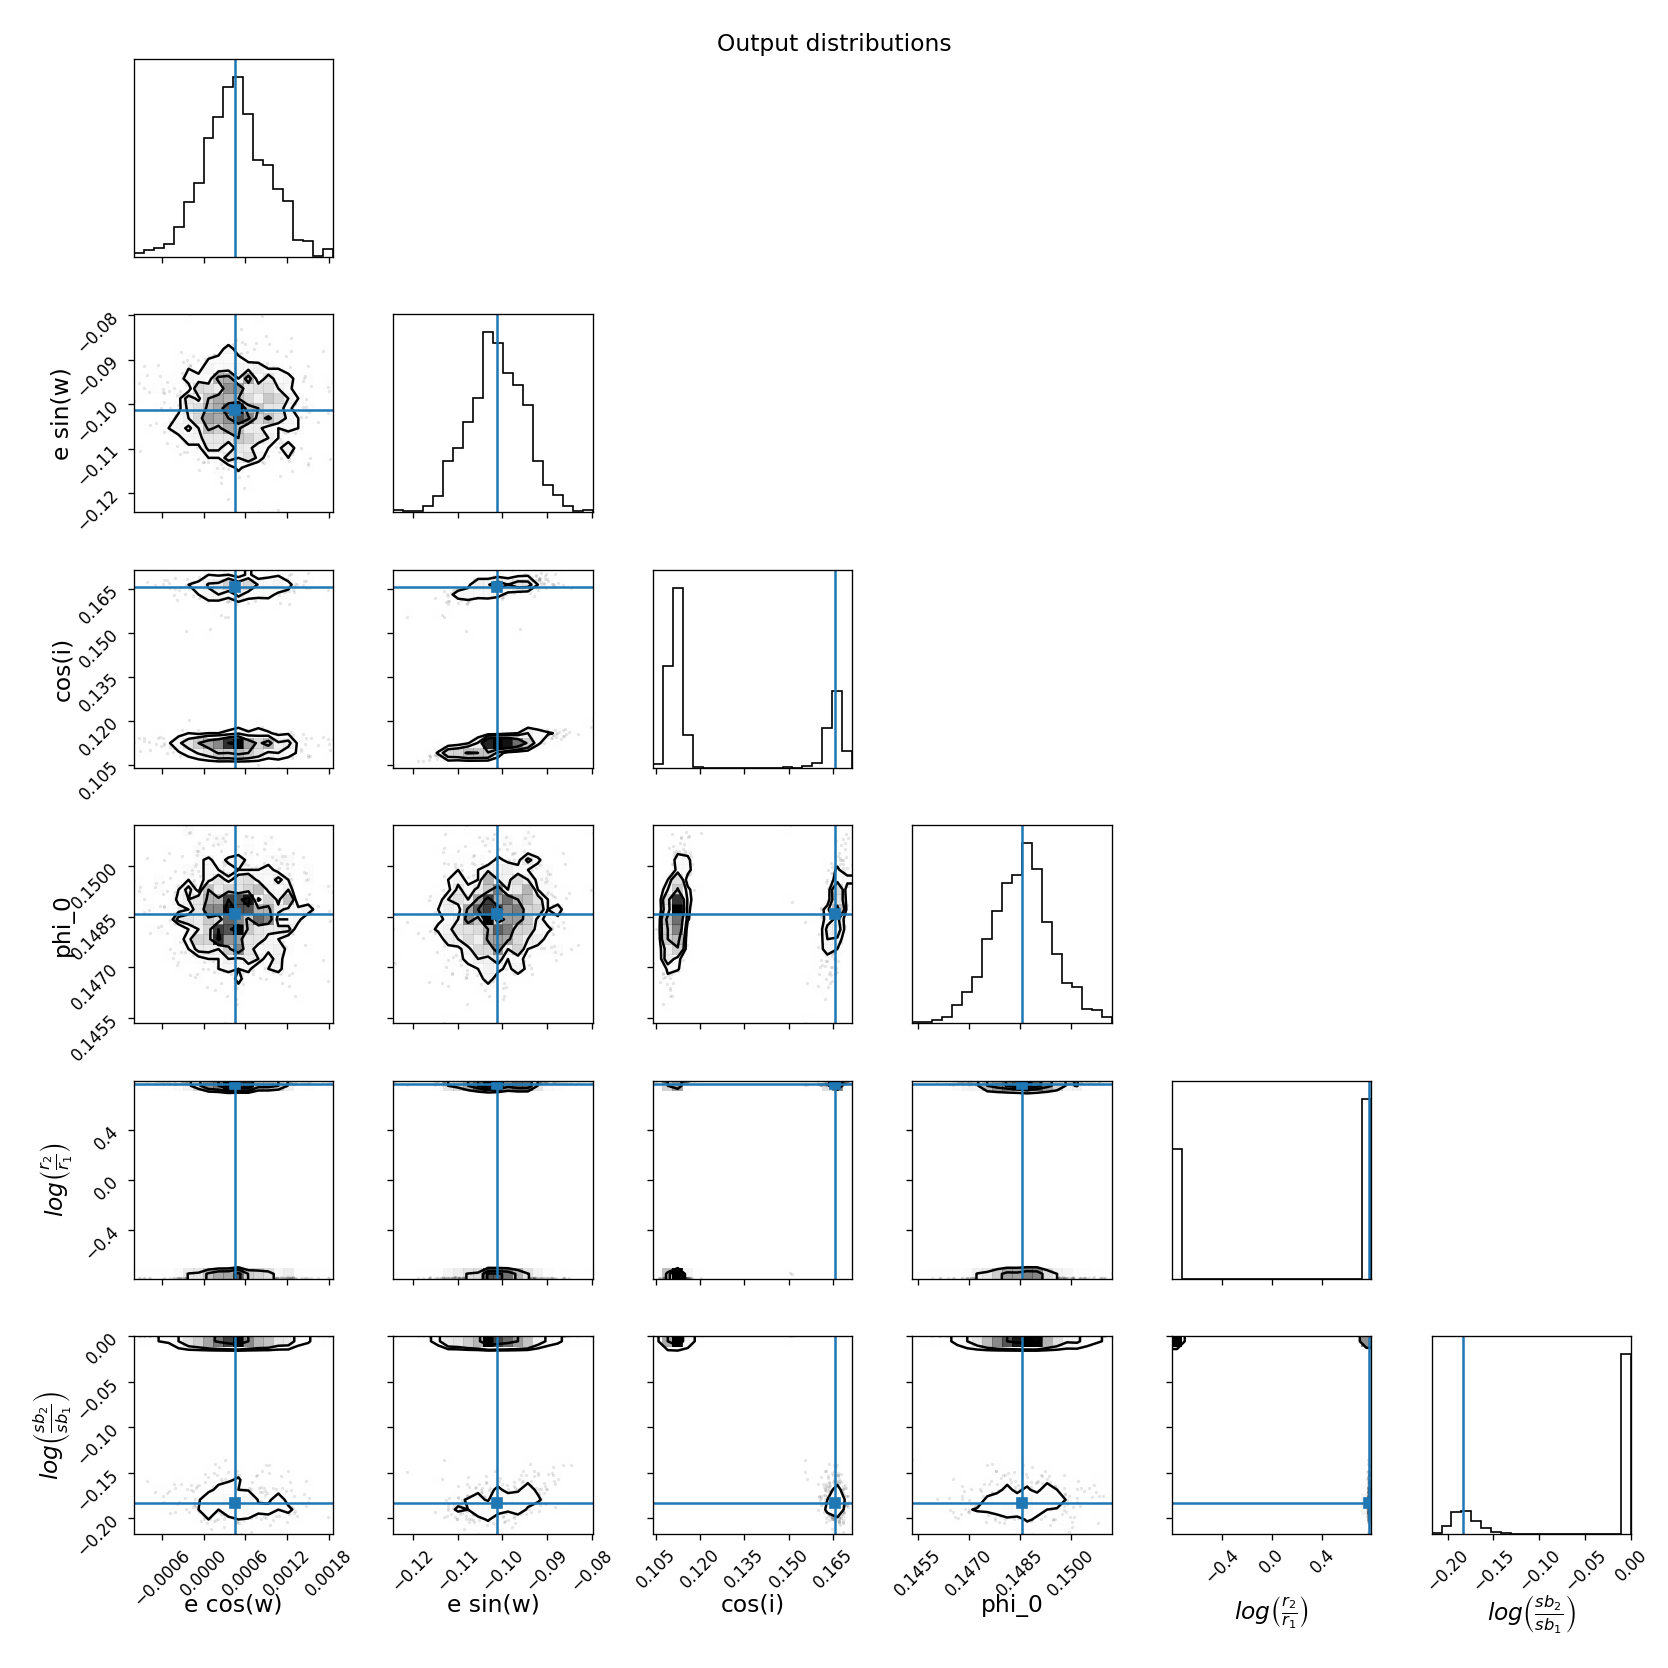 Output distributions
e sin(w)
−0.08
−0.09
−0.10
−0.11
−0.12
cos(i)
0.165
0.150
0.135
0.120
0.105
phi_0
0.1500
0.1485
0.1470
0.1455
log(r2/r1)
0.4
0.0
−0.4
log(sb2/sb1)
0.00
−0.05
−0.10
−0.15
−0.20
−0.0006 0.0000 0.0006 0.0012 0.0018
−0.12 −0.11 −0.10 −0.09 −0.08
0.105 0.120 0.135 0.150 0.165
0.1455 0.1470 0.1485 0.1500
−0.4 0.0 0.4
−0.20 −0.15 −0.10 −0.05 0.00
e cos(w) e sin(w) cos(i) phi_0 log(r2/r1) log(sb2/sb1)